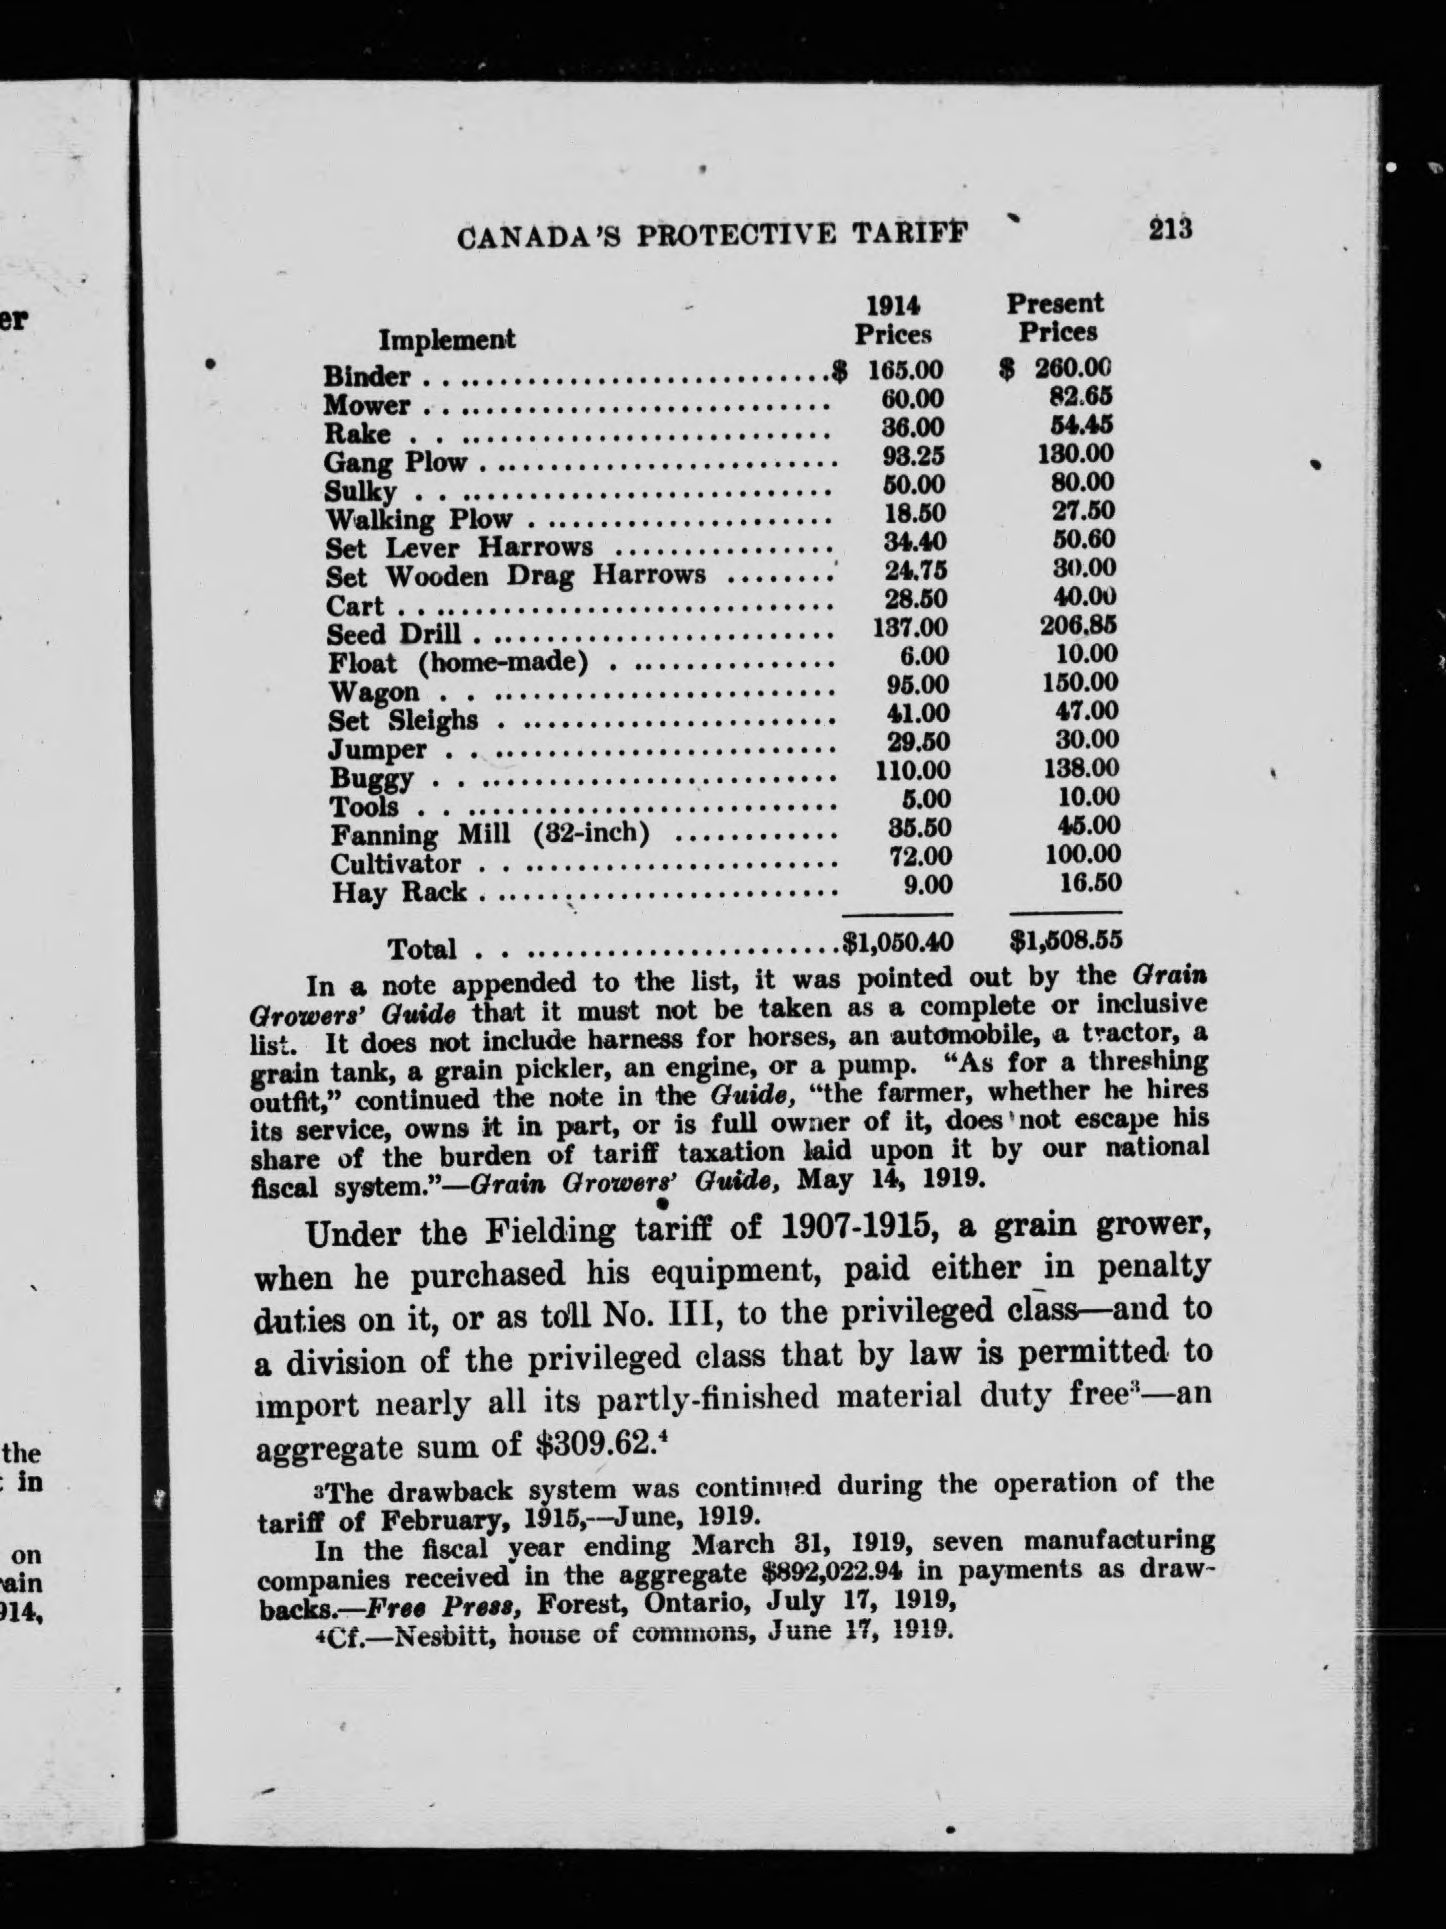 CANADA'S PROTECTIVE TARIFF 213
1914 Present
Implement Prices Prices
Binder . . .............................$ 165.00 $ 260.00
Mower . . ............................. 60.00 82.65
Rake . . ............................. 36.00 54.45
Gang Plow . .......................... 93.25 130.00
Sulky . . ............................. 50.00 80.00
Walking Plow . ...................... 18.50 27.50
Set Lever Harrows ................ 34.40 50.60
Set Wooden Drag Harrows ........ 24.75 30.00
Cart . . ............................... 28.50 40.00
Seed Drill . .......................... 137.00 206.85
Float (home-made) . ............... 6.00 10.00
Wagon . . .......................... 95.00 150.00
Set Sleighs . ........................ 41.00 47.00
Jumper . . .......................... 29.50 30.00
Buggy . . ........................... 110.00 138.00
Tools . . ............................ 5.00 10.00
Fanning Mill (32-inch) ............ 35.50 45.00
Cultivator . . ........................ 72.00 100.00
Hay Rack . .......................... 9.00 16.50
Total . . ........................$1,050.40 $1,508.55
In a note appended to the list, it was pointed out by the Grain
Growers' Guide that it must not be taken as a complete or inclusive
list. It does not include harness for horses, an automobile, a tractor, a
grain tank, a grain pickler, an engine, or a pump. "As for a threshing
outfit," continued the note in the Guide, "the farmer, whether he hires
its service, owns it in part, or is full owner of it, does not escape his
share of the burden of tariff taxation laid upon it by our national
fiscal system."—Grain Growers' Guide, May 14, 1919.
Under the Fielding tariff of 1907-1915, a grain grower,
when he purchased his equipment, paid either in penalty
duties on it, or as toll No. III, to the privileged class—and to
a division of the privileged class that by law is permitted to
import nearly all its partly-finished material duty free³—an
aggregate sum of $309.62.⁴
³The drawback system was continued during the operation of the
tariff of February, 1915,—June, 1919.
In the fiscal year ending March 31, 1919, seven manufacturing
companies received in the aggregate $892,022.94 in payments as draw-
backs.—Free Press, Forest, Ontario, July 17, 1919,
⁴Cf.—Nesbitt, house of commons, June 17, 1919.
er
the
in
on
ain
914,